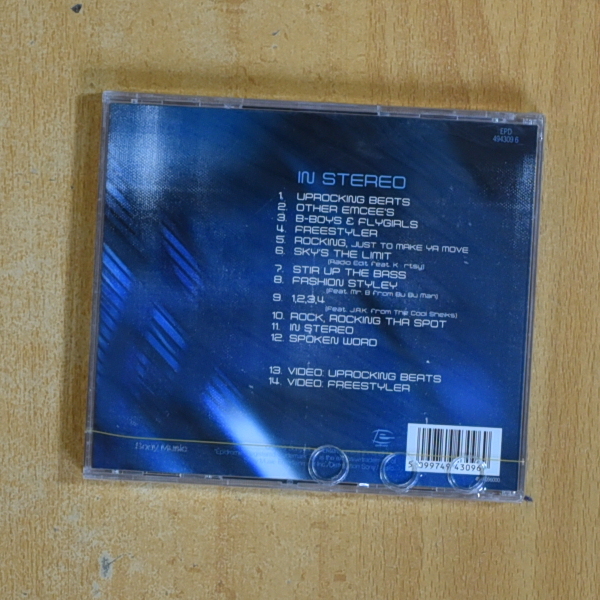 EPD
494309 6
IN STEREO
1. UPROCKING BEATS
2. OTHER EMCEE'S
3. B-BOYS & FLYGIRLS
4. FREESTYLER
5. ROCKING, JUST TO MAKE YA MOVE
6. SKY'S THE LIMIT
(Radio Edit feat.
7. STIR UP THE BASS
8. FASHION STYLEY
(Feat. Mr. B From Bu Bu Man)
9. 1,2,3,4
(Feat. J.A.K. From The Cool Sheiks)
10. ROCK, ROCKING THA SPOT
11. IN STEREO
12. SPOKEN WORD
13. VIDEO: UPROCKING BEATS
14. VIDEO: FREESTYLER
Sony Music
5 099749 43096